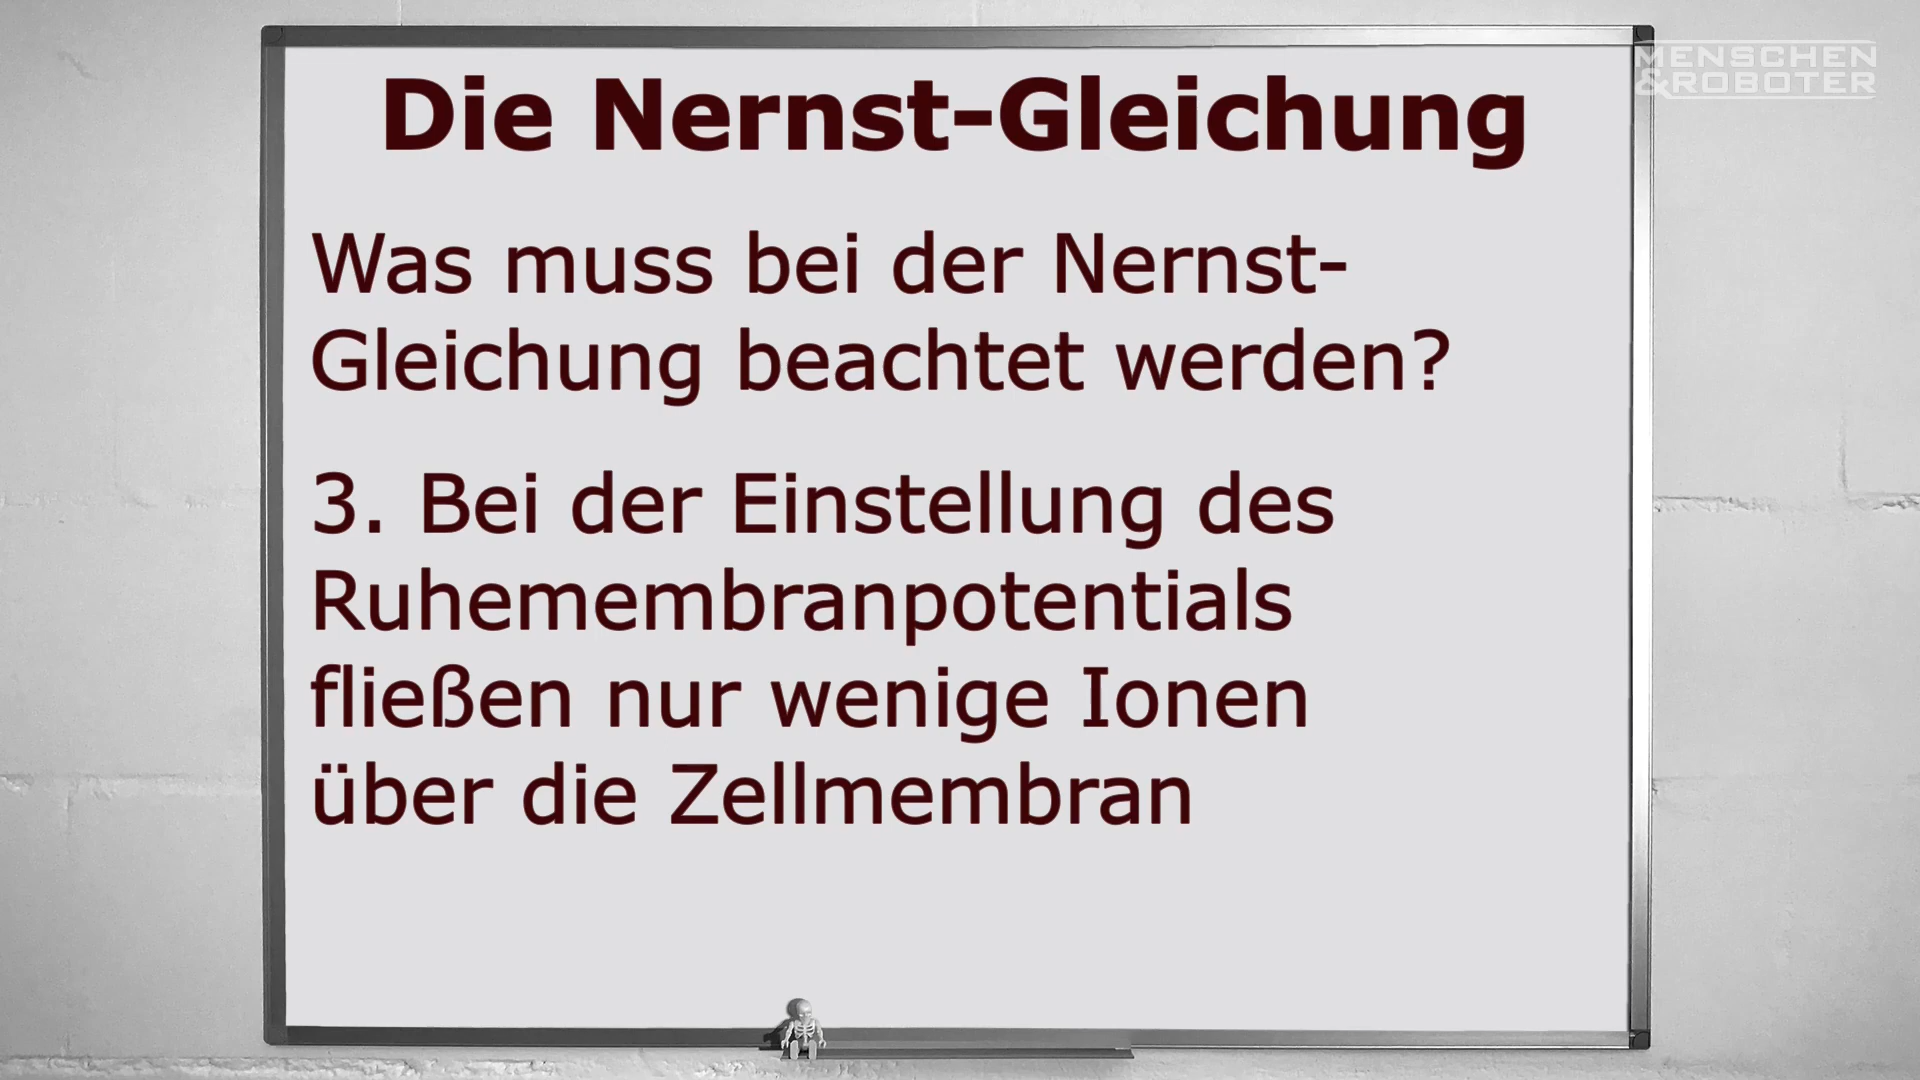 Die Nernst-Gleichung
MENSCHEN
&ROBOTER
Was muss bei der Nernst-
Gleichung beachtet werden?
3. Bei der Einstellung des
Ruhemembranpotentials
fließen nur wenige Ionen
über die Zellmembran